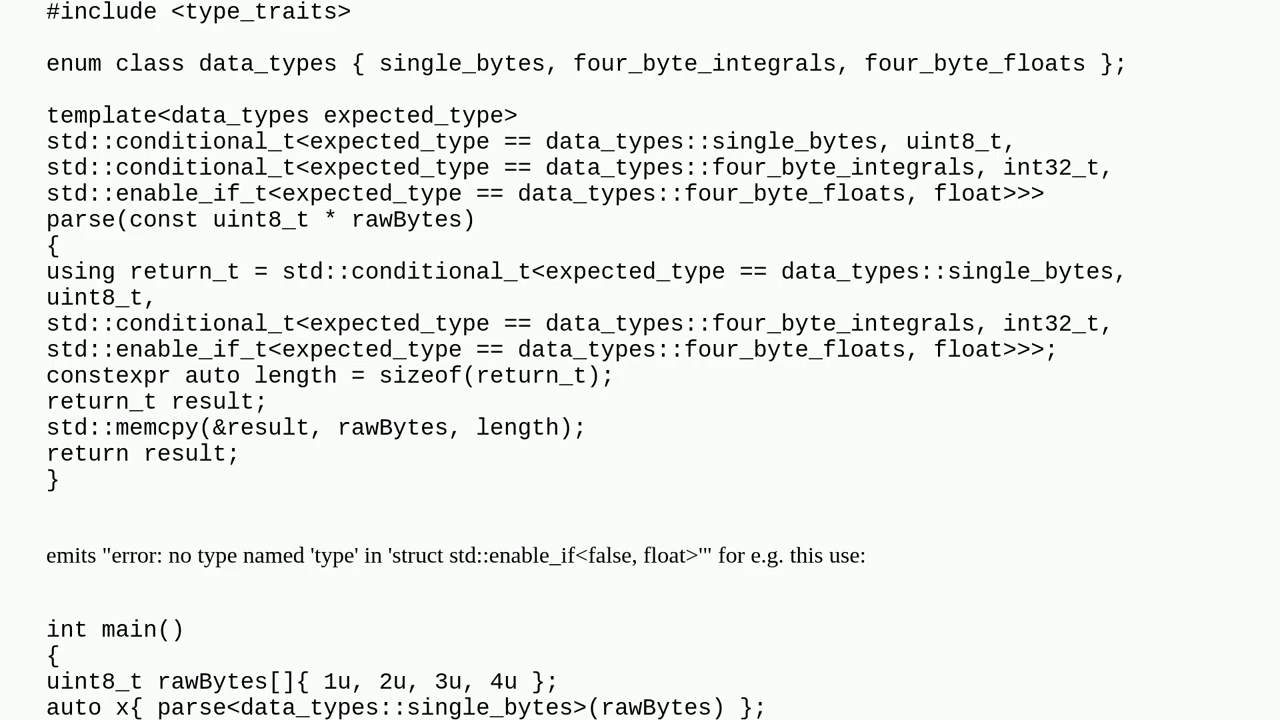 #include <type_traits>
enum class data_types { single_bytes, four_byte_integrals, four_byte_floats };
template<data_types expected_type>
std::conditional_t<expected_type == data_types::single_bytes, uint8_t,
std::conditional_t<expected_type == data_types::four_byte_integrals, int32_t,
std::enable_if_t<expected_type == data_types::four_byte_floats, float>>>
parse(const uint8_t * rawBytes)
{
using return_t = std::conditional_t<expected_type == data_types::single_bytes,
uint8_t,
std::conditional_t<expected_type == data_types::four_byte_integrals, int32_t,
std::enable_if_t<expected_type == data_types::four_byte_floats, float>>>;
constexpr auto length = sizeof(return_t);
return_t result;
std::memcpy(&result, rawBytes, length);
return result;
}
emits "error: no type named 'type' in 'struct std::enable_if<false, float>'" for e.g. this use:
int main()
{
uint8_t rawBytes[]{ 1u, 2u, 3u, 4u };
auto x{ parse<data_types::single_bytes>(rawBytes) };